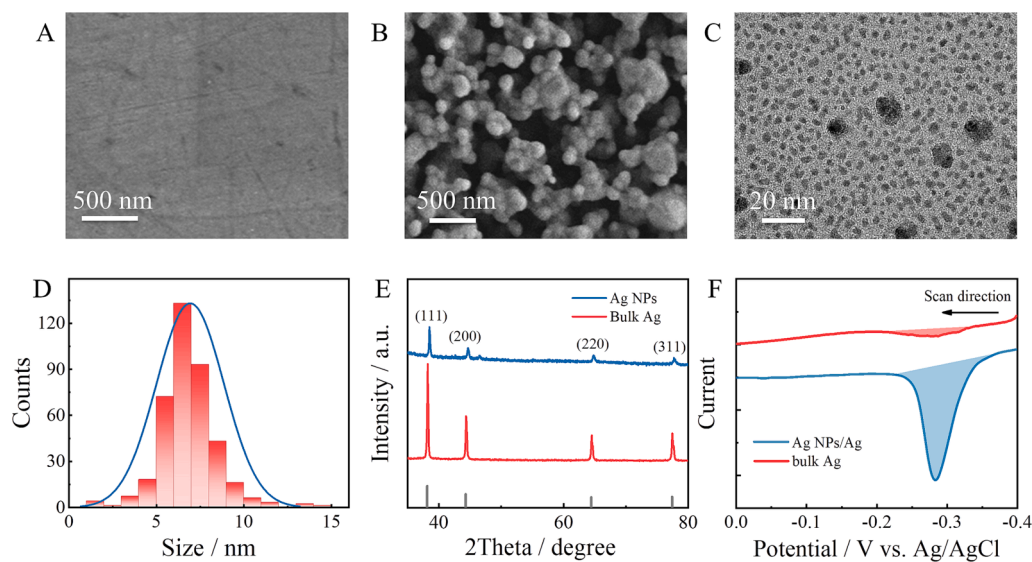 A
500 nm
B
500 nm
C
20 nm
D
Counts
120
90
60
30
0
0
5
10
15
Size / nm
E
Intensity / a.u.
Ag NPs
Bulk Ag
(111)
(200)
(220)
(311)
40
60
80
2Theta / degree
F
Current
Scan direction
Ag NPs/Ag
bulk Ag
0.0
-0.1
-0.2
-0.3
-0.4
Potential / V vs. Ag/AgCl